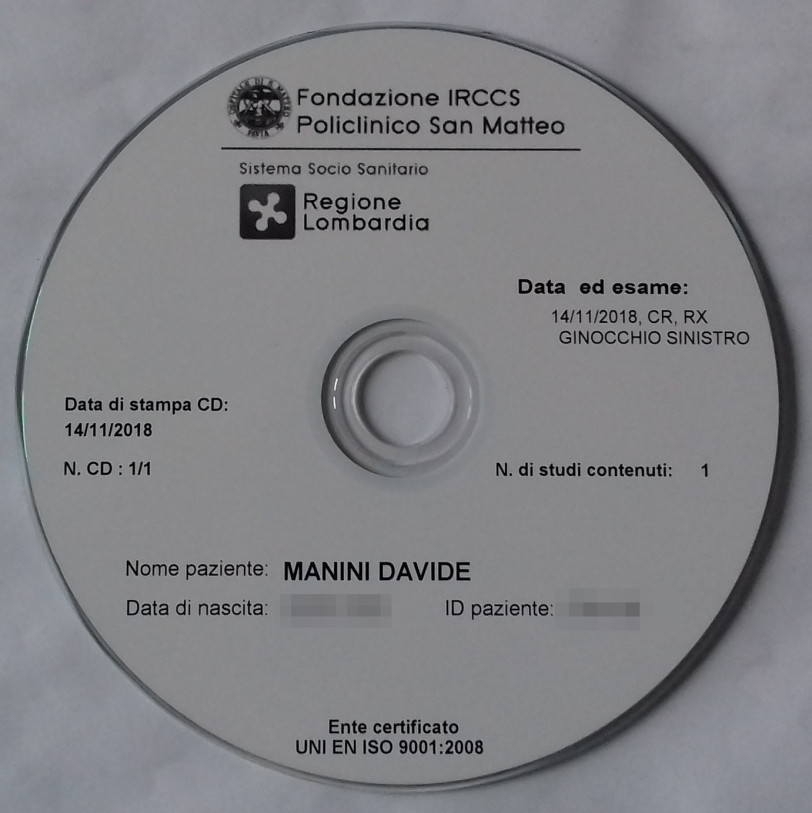 Fondazione IRCCS
Policlinico San Matteo
Sistema Socio Sanitario
Regione
Lombardia
Data ed esame:
14/11/2018, CR, RX
GINOCCHIO SINISTRO
Data di stampa CD:
14/11/2018
N. CD : 1/1
N. di studi contenuti: 1
Nome paziente: MANINI DAVIDE
Data di nascita:
ID paziente:
Ente certificato
UNI EN ISO 9001:2008